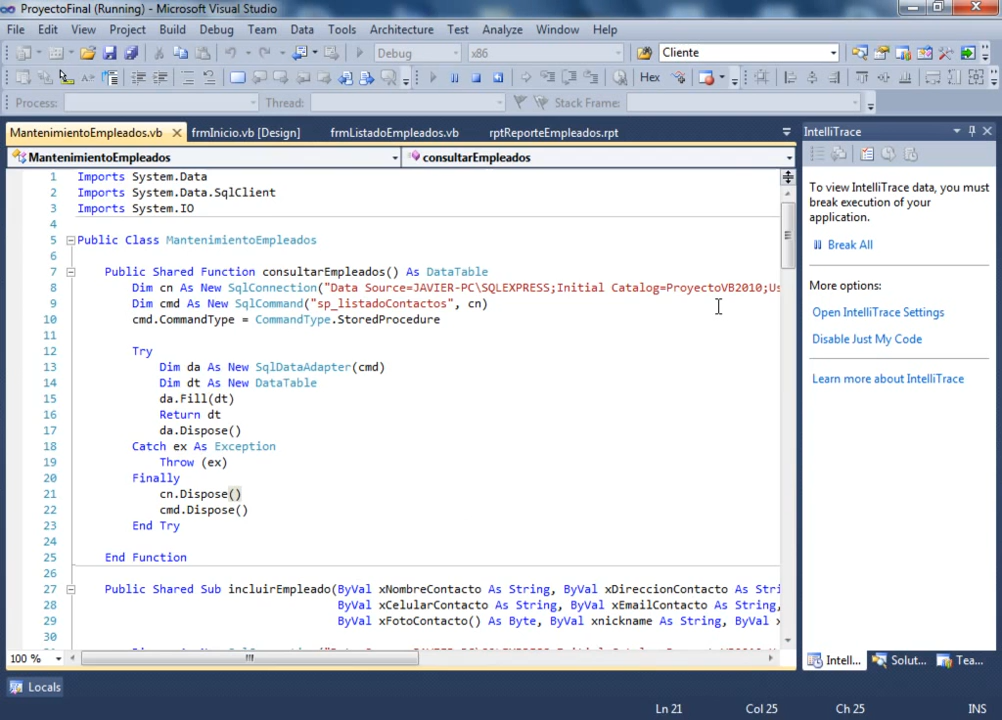 ProyectoFinal (Running) - Microsoft Visual Studio
File Edit View Project Build Debug Team Data Tools Architecture Test Analyze Window Help
Debug x86 Cliente
Hex
Process: Thread: Stack Frame:
MantenimientoEmpleados.vb frmInicio.vb [Design] frmListadoEmpleados.vb rptReporteEmpleados.rpt
MantenimientoEmpleados consultarEmpleados
1 Imports System.Data
2 Imports System.Data.SqlClient
3 Imports System.IO
4
5 Public Class MantenimientoEmpleados
6
7 Public Shared Function consultarEmpleados() As DataTable
8 Dim cn As New SqlConnection("Data Source=JAVIER-PC\SQLEXPRESS;Initial Catalog=ProyectoVB2010;Us
9 Dim cmd As New SqlCommand("sp_listadoContactos", cn)
10 cmd.CommandType = CommandType.StoredProcedure
11
12 Try
13 Dim da As New SqlDataAdapter(cmd)
14 Dim dt As New DataTable
15 da.Fill(dt)
16 Return dt
17 da.Dispose()
18 Catch ex As Exception
19 Throw (ex)
20 Finally
21 cn.Dispose()
22 cmd.Dispose()
23 End Try
24
25 End Function
26
27 Public Shared Sub incluirEmpleado(ByVal xNombreContacto As String, ByVal xDireccionContacto As Stri
28 ByVal xCelularContacto As String, ByVal xEmailContacto As String,
29 ByVal xFotoContacto() As Byte, ByVal xnickname As String, ByVal x
30
100 %
IntelliTrace
To view IntelliTrace data, you must
break execution of your
application.
Break All
More options:
Open IntelliTrace Settings
Disable Just My Code
Learn more about IntelliTrace
Intell... Solut... Tea...
Locals
Ln 21 Col 25 Ch 25 INS